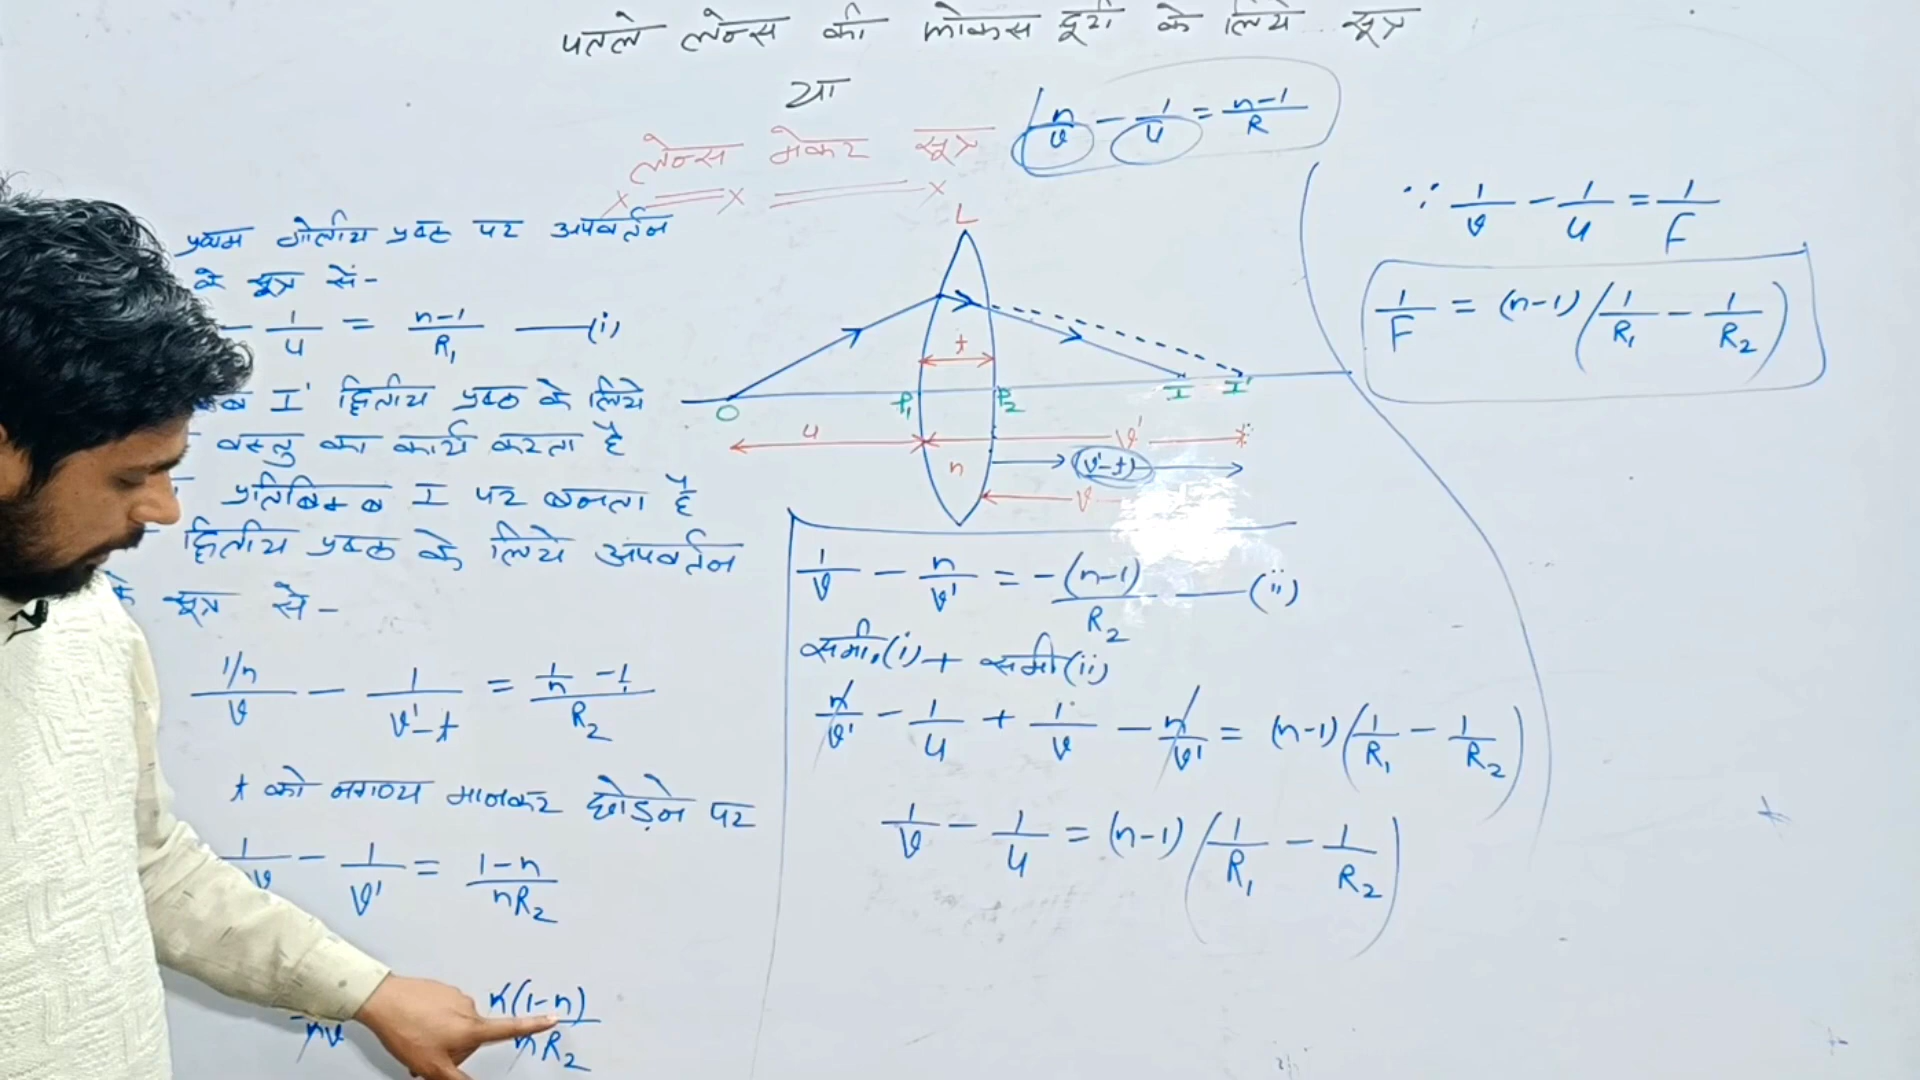 पतले लेन्स की फोकस दूरी के लिये सूत्र
या
लेन्स मेकर सूत्र
n/v - 1/u = n-1/R
प्रथम गोलीय पृष्ठ पर अपवर्तन
के सूत्र से-
- 1/u = n-1/R₁ —(i)
I' द्वितीय पृष्ठ के लिये
वस्तु का कार्य करता है
प्रतिबिम्ब I पर बनता है
द्वितीय पृष्ठ के लिये अपवर्तन
के सूत्र से-
1/n/v - 1/v'-t = 1/n -1/R₂
t को नगण्य मानकर छोड़ने पर
- 1/v' = 1-n/nR₂
nv n(1-n)/nR₂
L
t
O P₁ P₂ I I'
u v'
n (v'-t)
v
1/v - n/v' = -(n-1)/R₂ —(ii)
समी.(i)+ समी(ii)
n/v' - 1/u + 1/v - n/v' = (n-1)(1/R₁ - 1/R₂)
1/v - 1/u = (n-1)(1/R₁ - 1/R₂)
∵ 1/v - 1/u = 1/F
1/F = (n-1)(1/R₁ - 1/R₂)